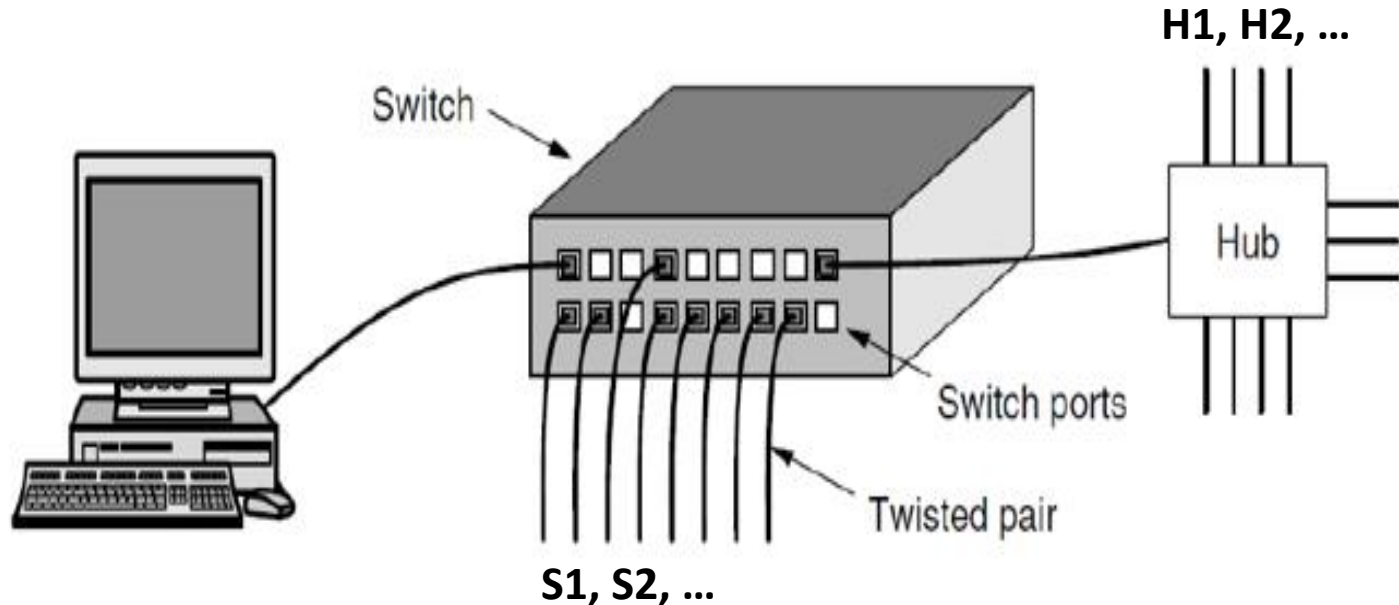 H1, H2, ...
Switch
Hub
Switch ports
Twisted pair
S1, S2, ...